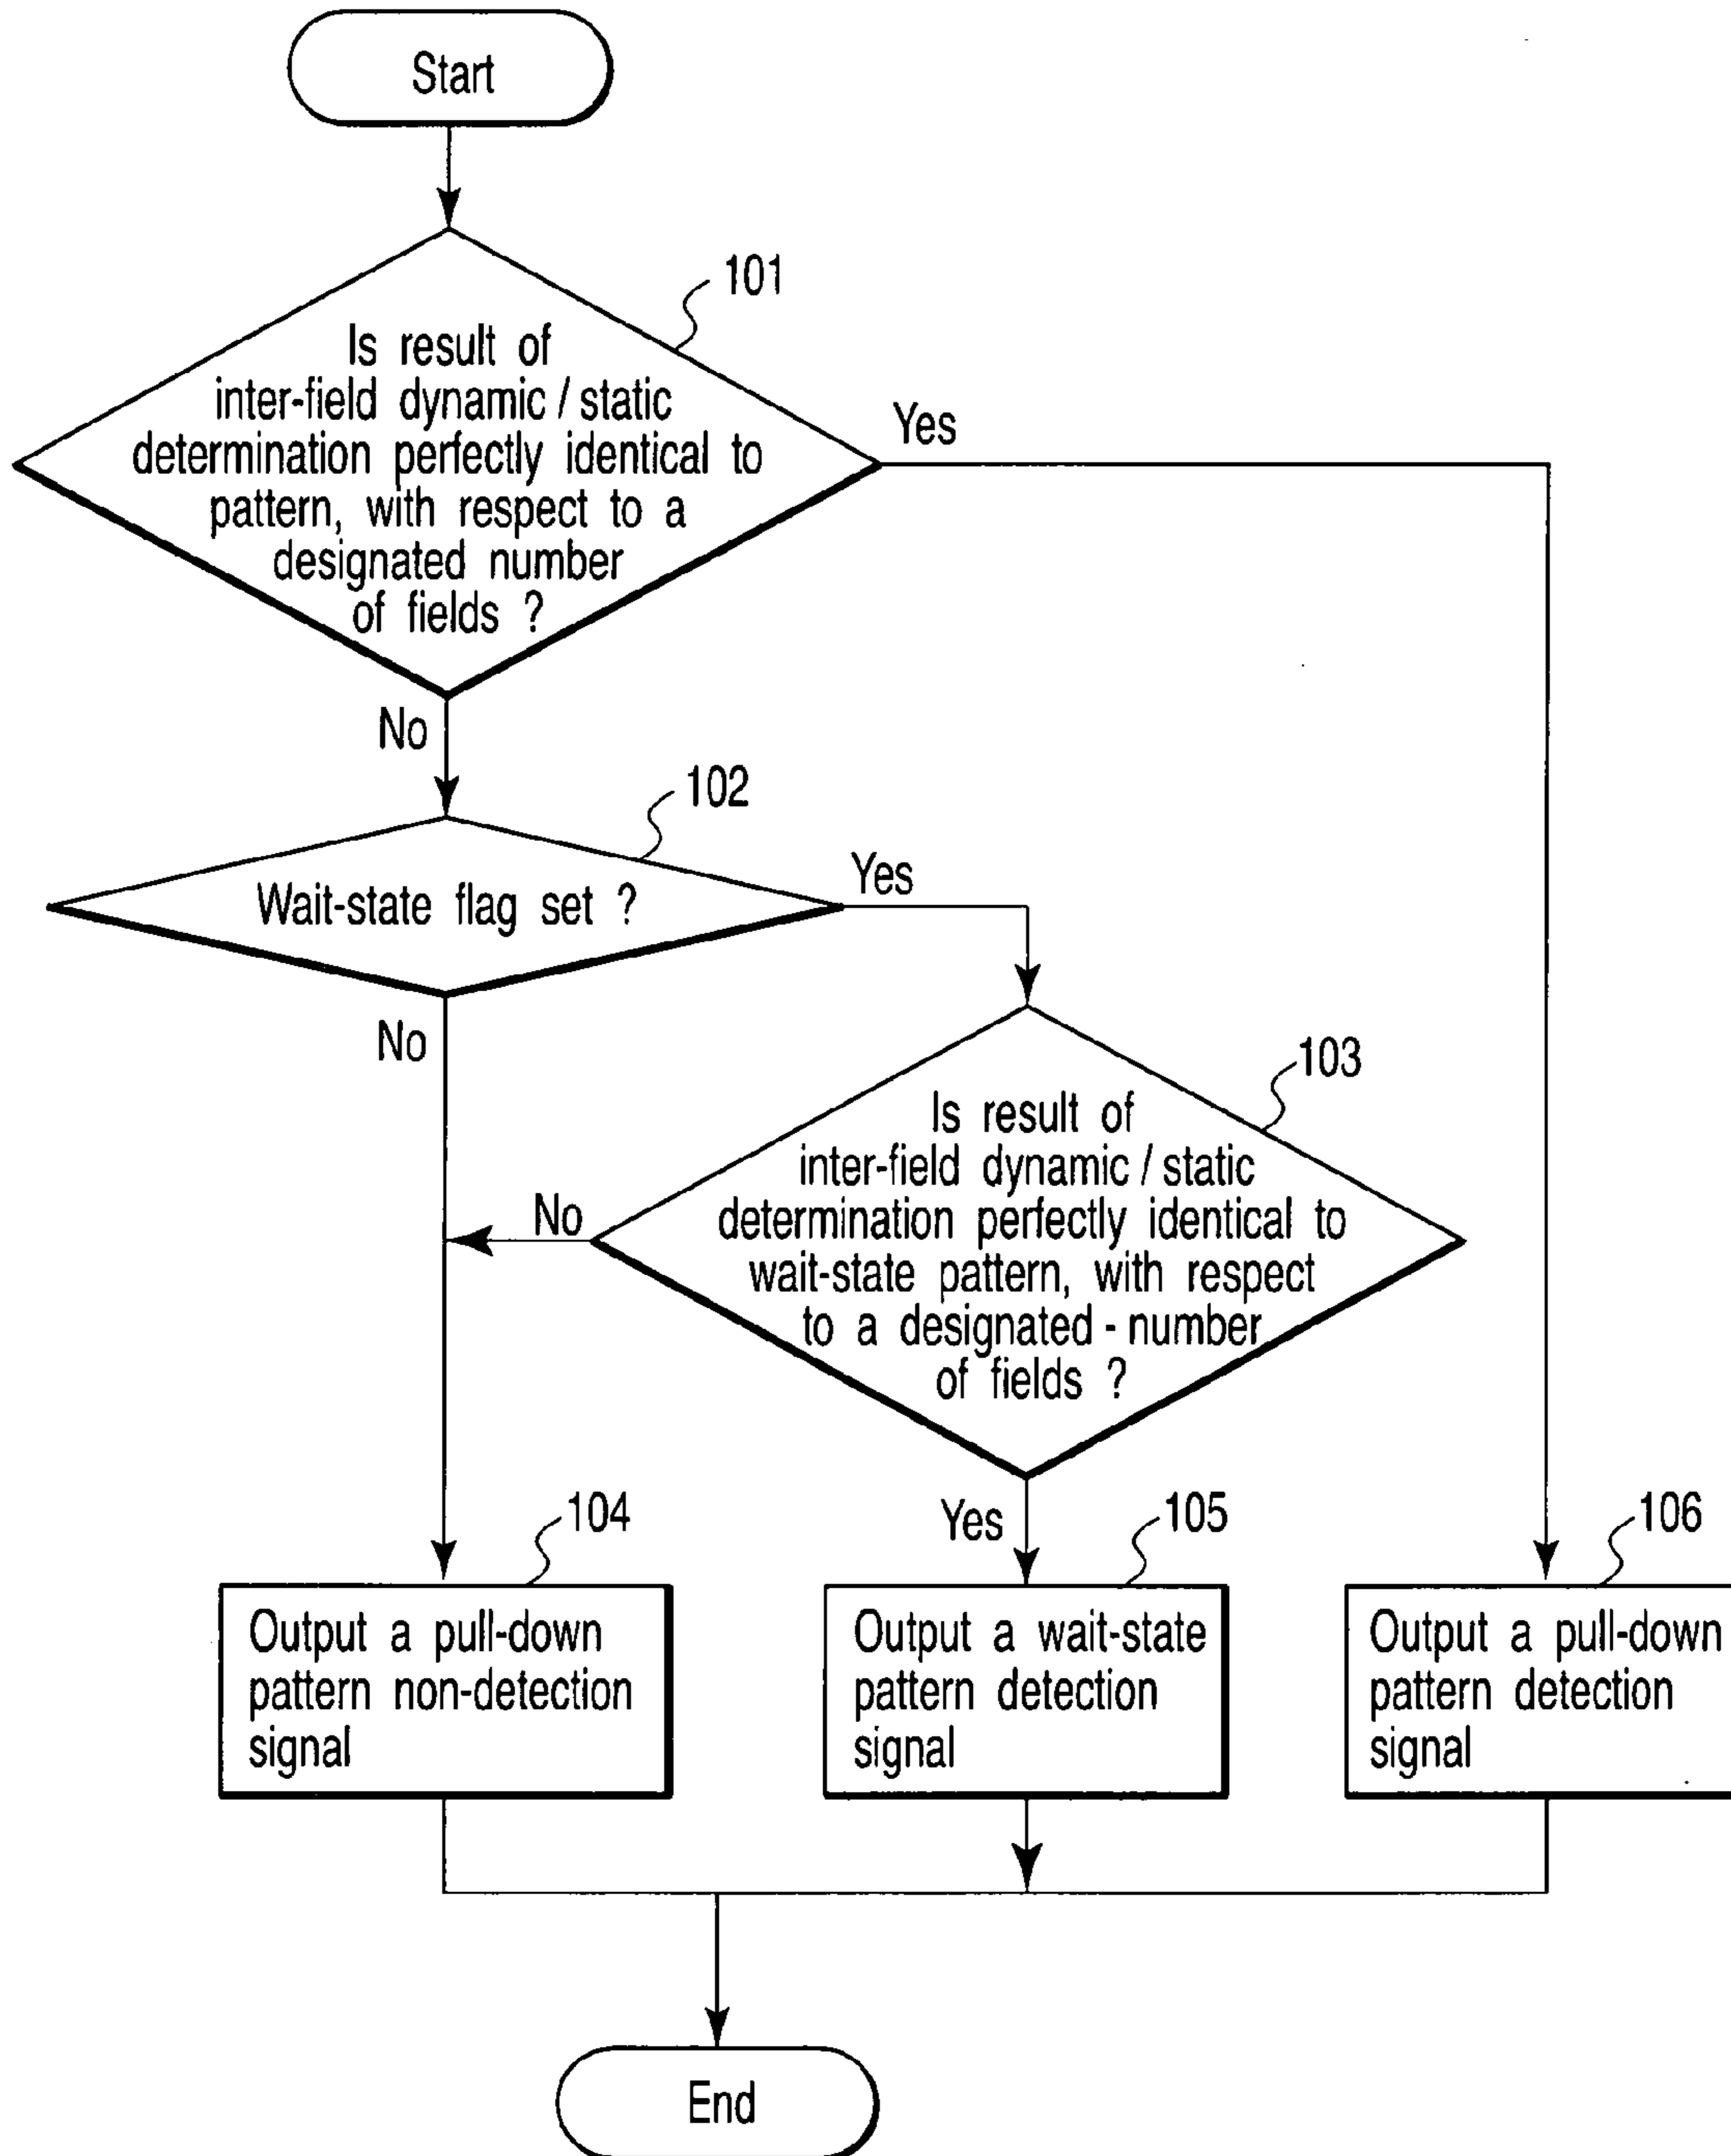 Start
101
Is result of
inter-field dynamic / static
determination perfectly identical to
pattern, with respect to a
designated number
of fields ?
Yes
No
102
Wait-state flag set ?
Yes
No
103
Is result of
inter-field dynamic / static
determination perfectly identical to
wait-state pattern, with respect
to a designated - number
of fields ?
No
Yes
104
Output a pull-down
pattern non-detection
signal
105
Output a wait-state
pattern detection
signal
106
Output a pull-down
pattern detection
signal
End